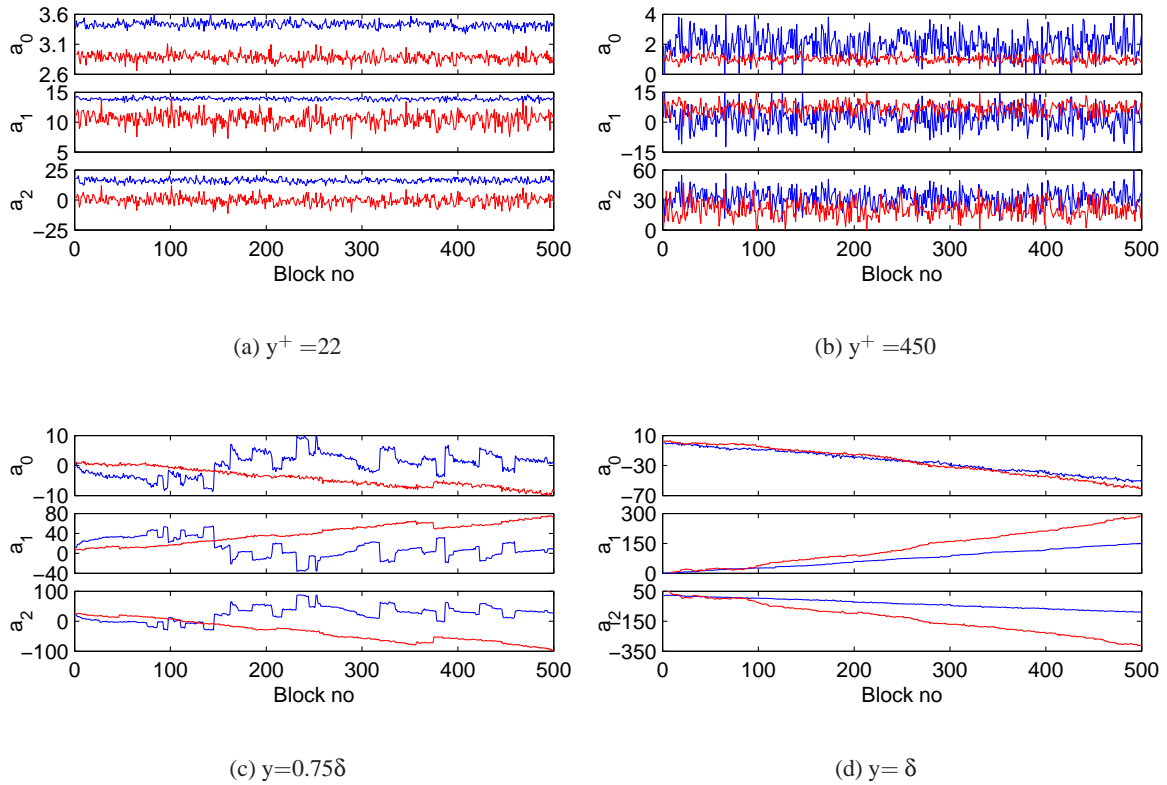 3.6
3.1
2.6
a0
15
10
5
a1
25
0
−25
a2
0 100 200 300 400 500
Block no
(a) y+ =22
4
2
0
a0
15
0
−15
a1
60
30
0
a2
0 100 200 300 400 500
Block no
(b) y+ =450
10
0
−10
a0
80
40
0
−40
a1
100
0
−100
a2
0 100 200 300 400 500
Block no
(c) y=0.75δ
10
−30
−70
a0
300
150
0
a1
50
−150
−350
a12
0 100 200 300 400 500
Block no
(d) y= δ